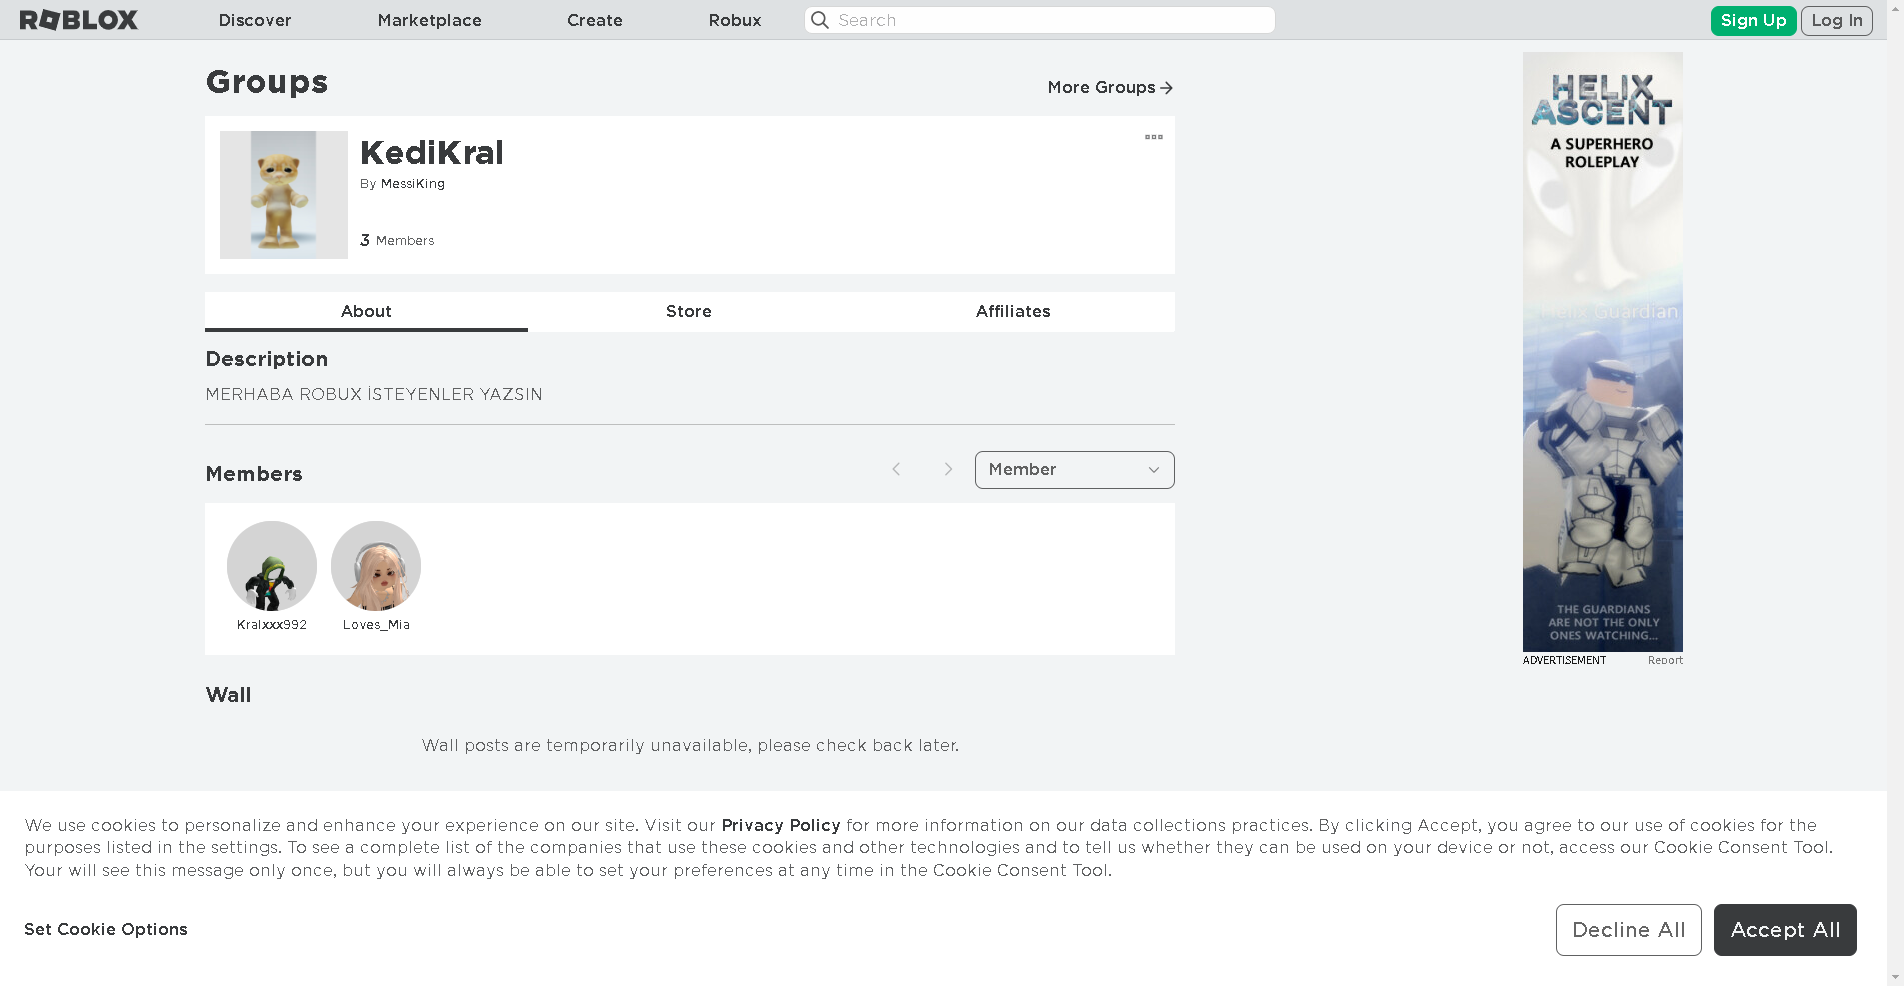 ROBLOX
Discover
Marketplace
Create
Robux
Search
Sign Up
Log In
Groups
More Groups
KediKral
By MessiKing
3 Members
About
Store
Affiliates
Description
MERHABA ROBUX İSTEYENLER YAZSIN
Members
Member
Kralxxx992
Loves_Mia
Wall
Wall posts are temporarily unavailable, please check back later.
HELIX
ASCENT
A SUPERHERO
ROLEPLAY
Helix Guardian
THE GUARDIANS
ARE NOT THE ONLY
ONES WATCHING...
ADVERTISEMENT
Report
We use cookies to personalize and enhance your experience on our site. Visit our Privacy Policy for more information on our data collections practices. By clicking Accept, you agree to our use of cookies for the
purposes listed in the settings. To see a complete list of the companies that use these cookies and other technologies and to tell us whether they can be used on your device or not, access our Cookie Consent Tool.
Your will see this message only once, but you will always be able to set your preferences at any time in the Cookie Consent Tool.
Set Cookie Options
Decline All
Accept All